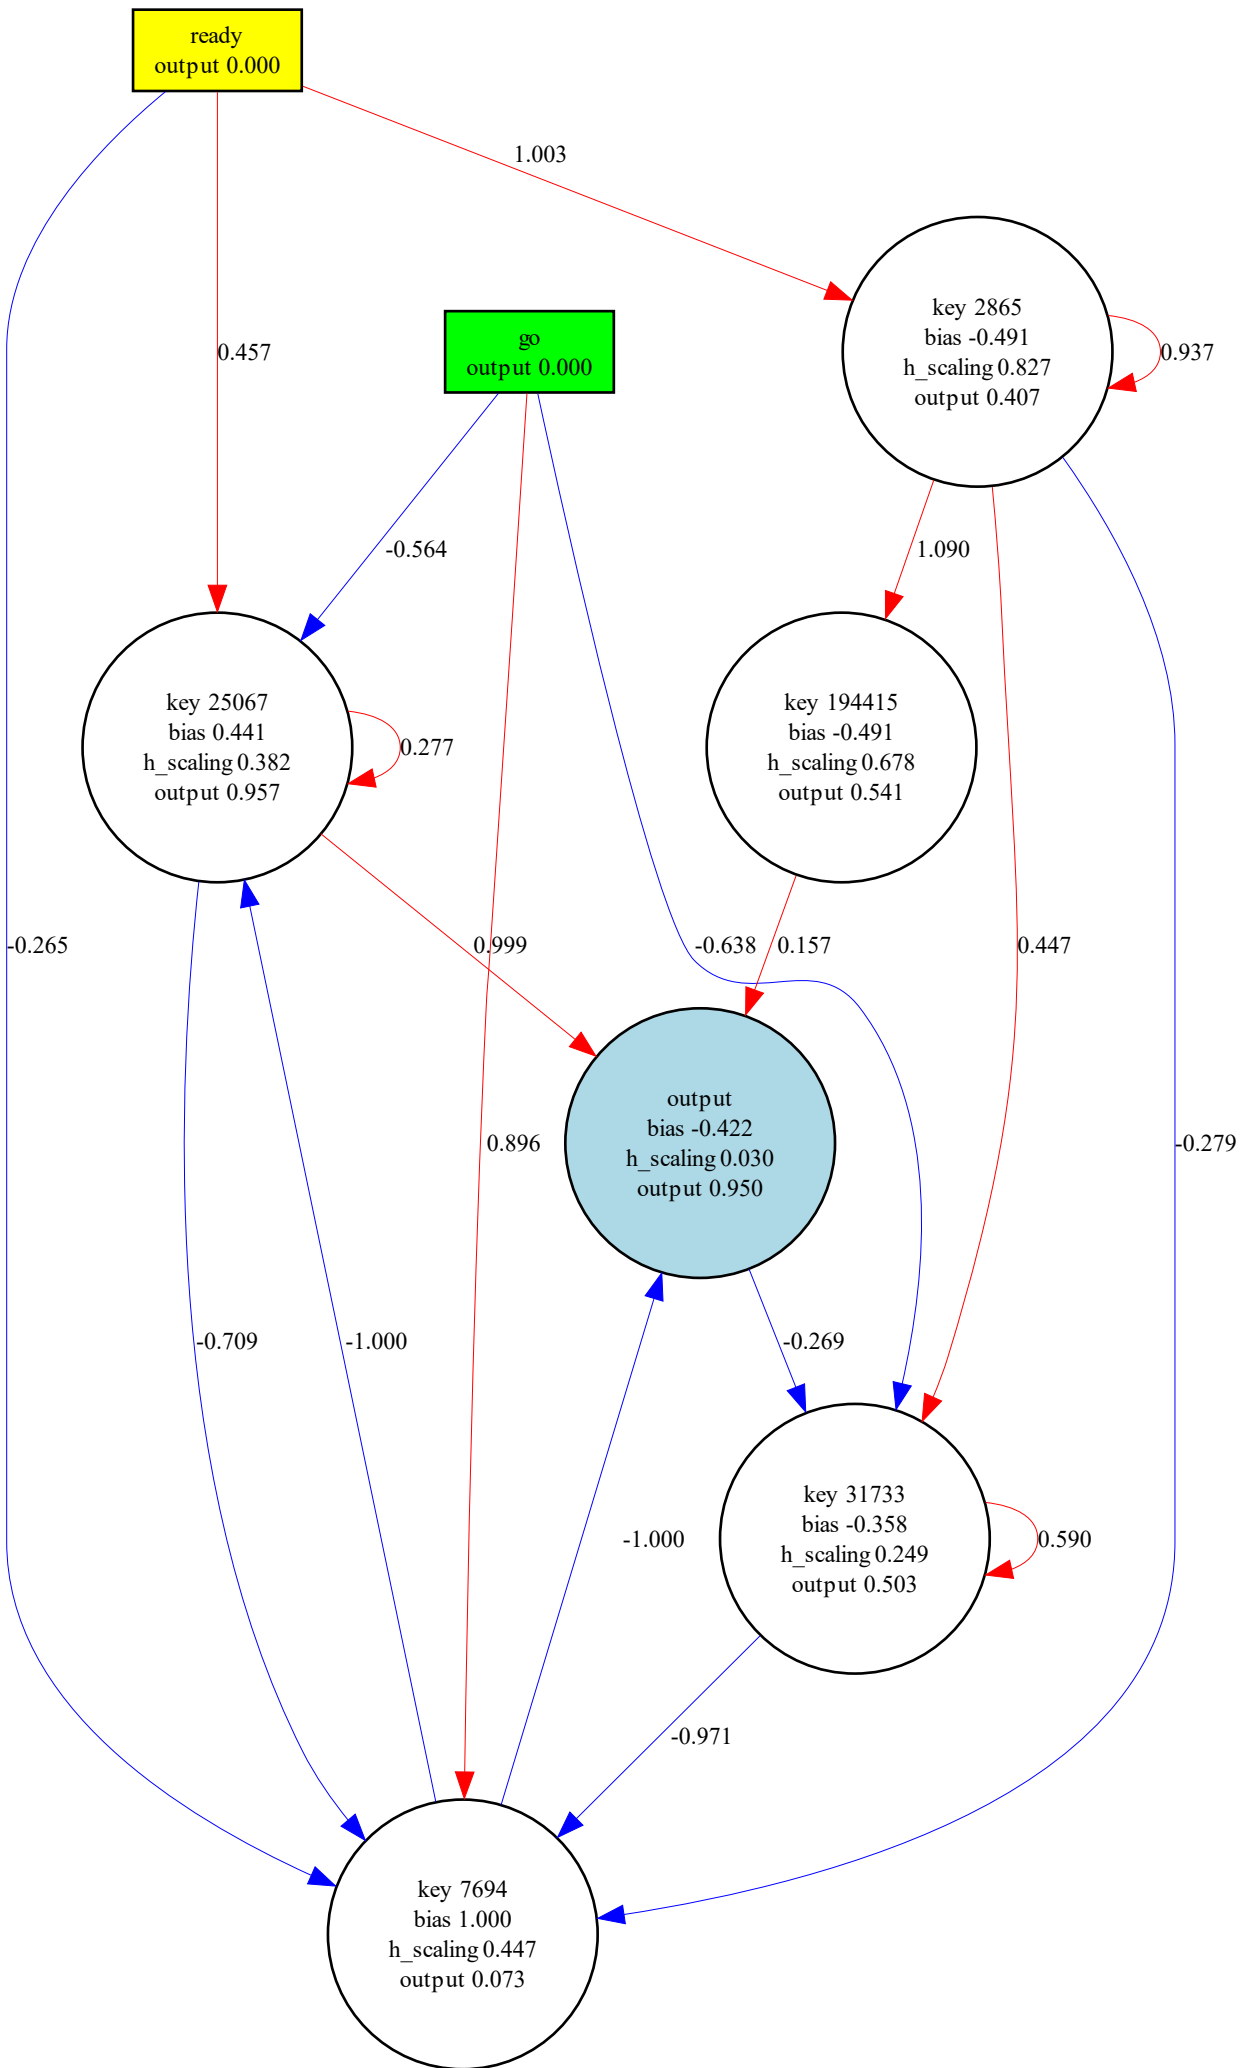 ready
output 0.000
1.003
go
output 0.000
0.457
key 2865
bias -0.491
h_scaling 0.827
output 0.407
0.937
-0.564
1.090
key 25067
bias 0.441
h_scaling 0.382
output 0.957
0.277
key 194415
bias -0.491
h_scaling 0.678
output 0.541
-0.265
0.999
-0.638
0.157
0.447
output
bias -0.422
h_scaling 0.030
output 0.950
0.896
-0.279
-0.709
-1.000
-0.269
-1.000
key 31733
bias -0.358
h_scaling 0.249
output 0.503
0.590
-0.971
key 7694
bias 1.000
h_scaling 0.447
output 0.073